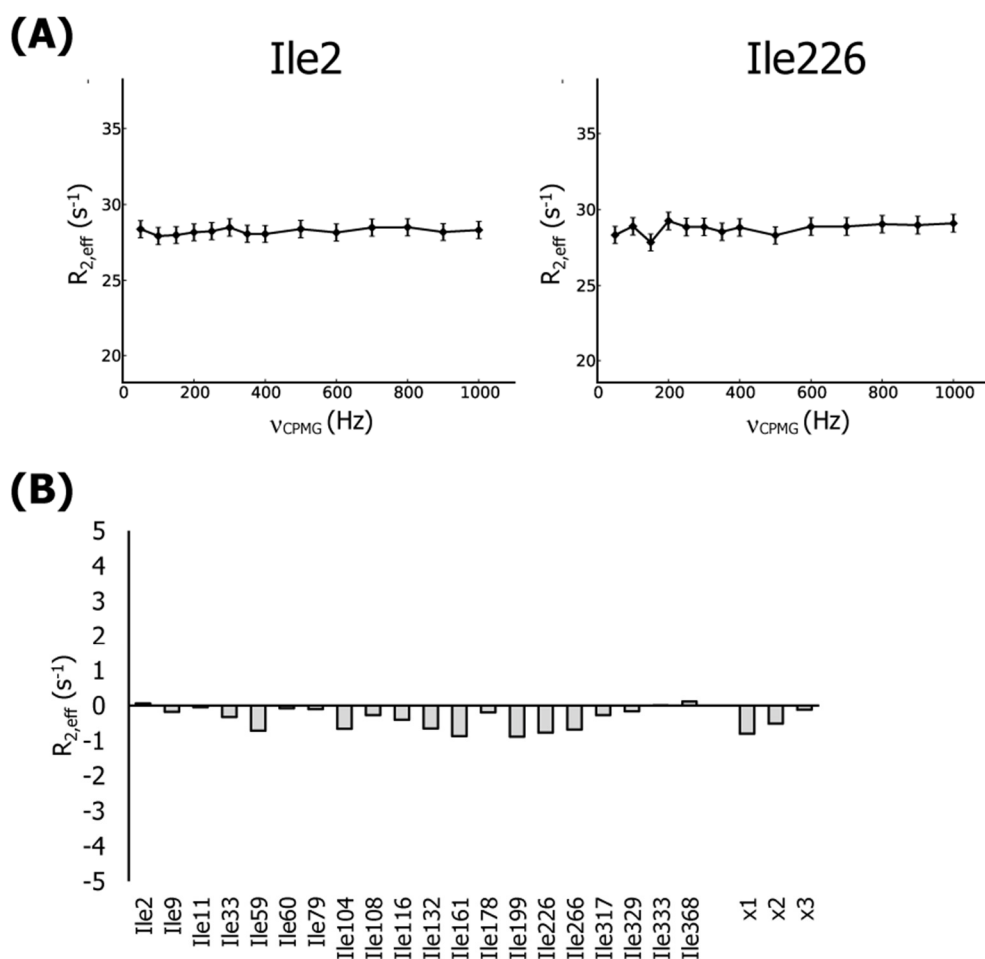 (A)
Ile2
Ile226
R2,eff (s-1)
35
30
25
20
0 200 400 600 800 1000
νCPMG (Hz)
R2,eff (s-1)
35
30
25
20
0 200 400 600 800 1000
νCPMG (Hz)
(B)
R2,eff (s-1)
5
4
3
2
1
0
-1
-2
-3
-4
-5
Ile2
Ile9
Ile11
Ile33
Ile59
Ile60
Ile79
Ile104
Ile108
Ile116
Ile132
Ile161
Ile178
Ile199
Ile226
Ile266
Ile317
Ile329
Ile333
Ile368
x1
x2
x3